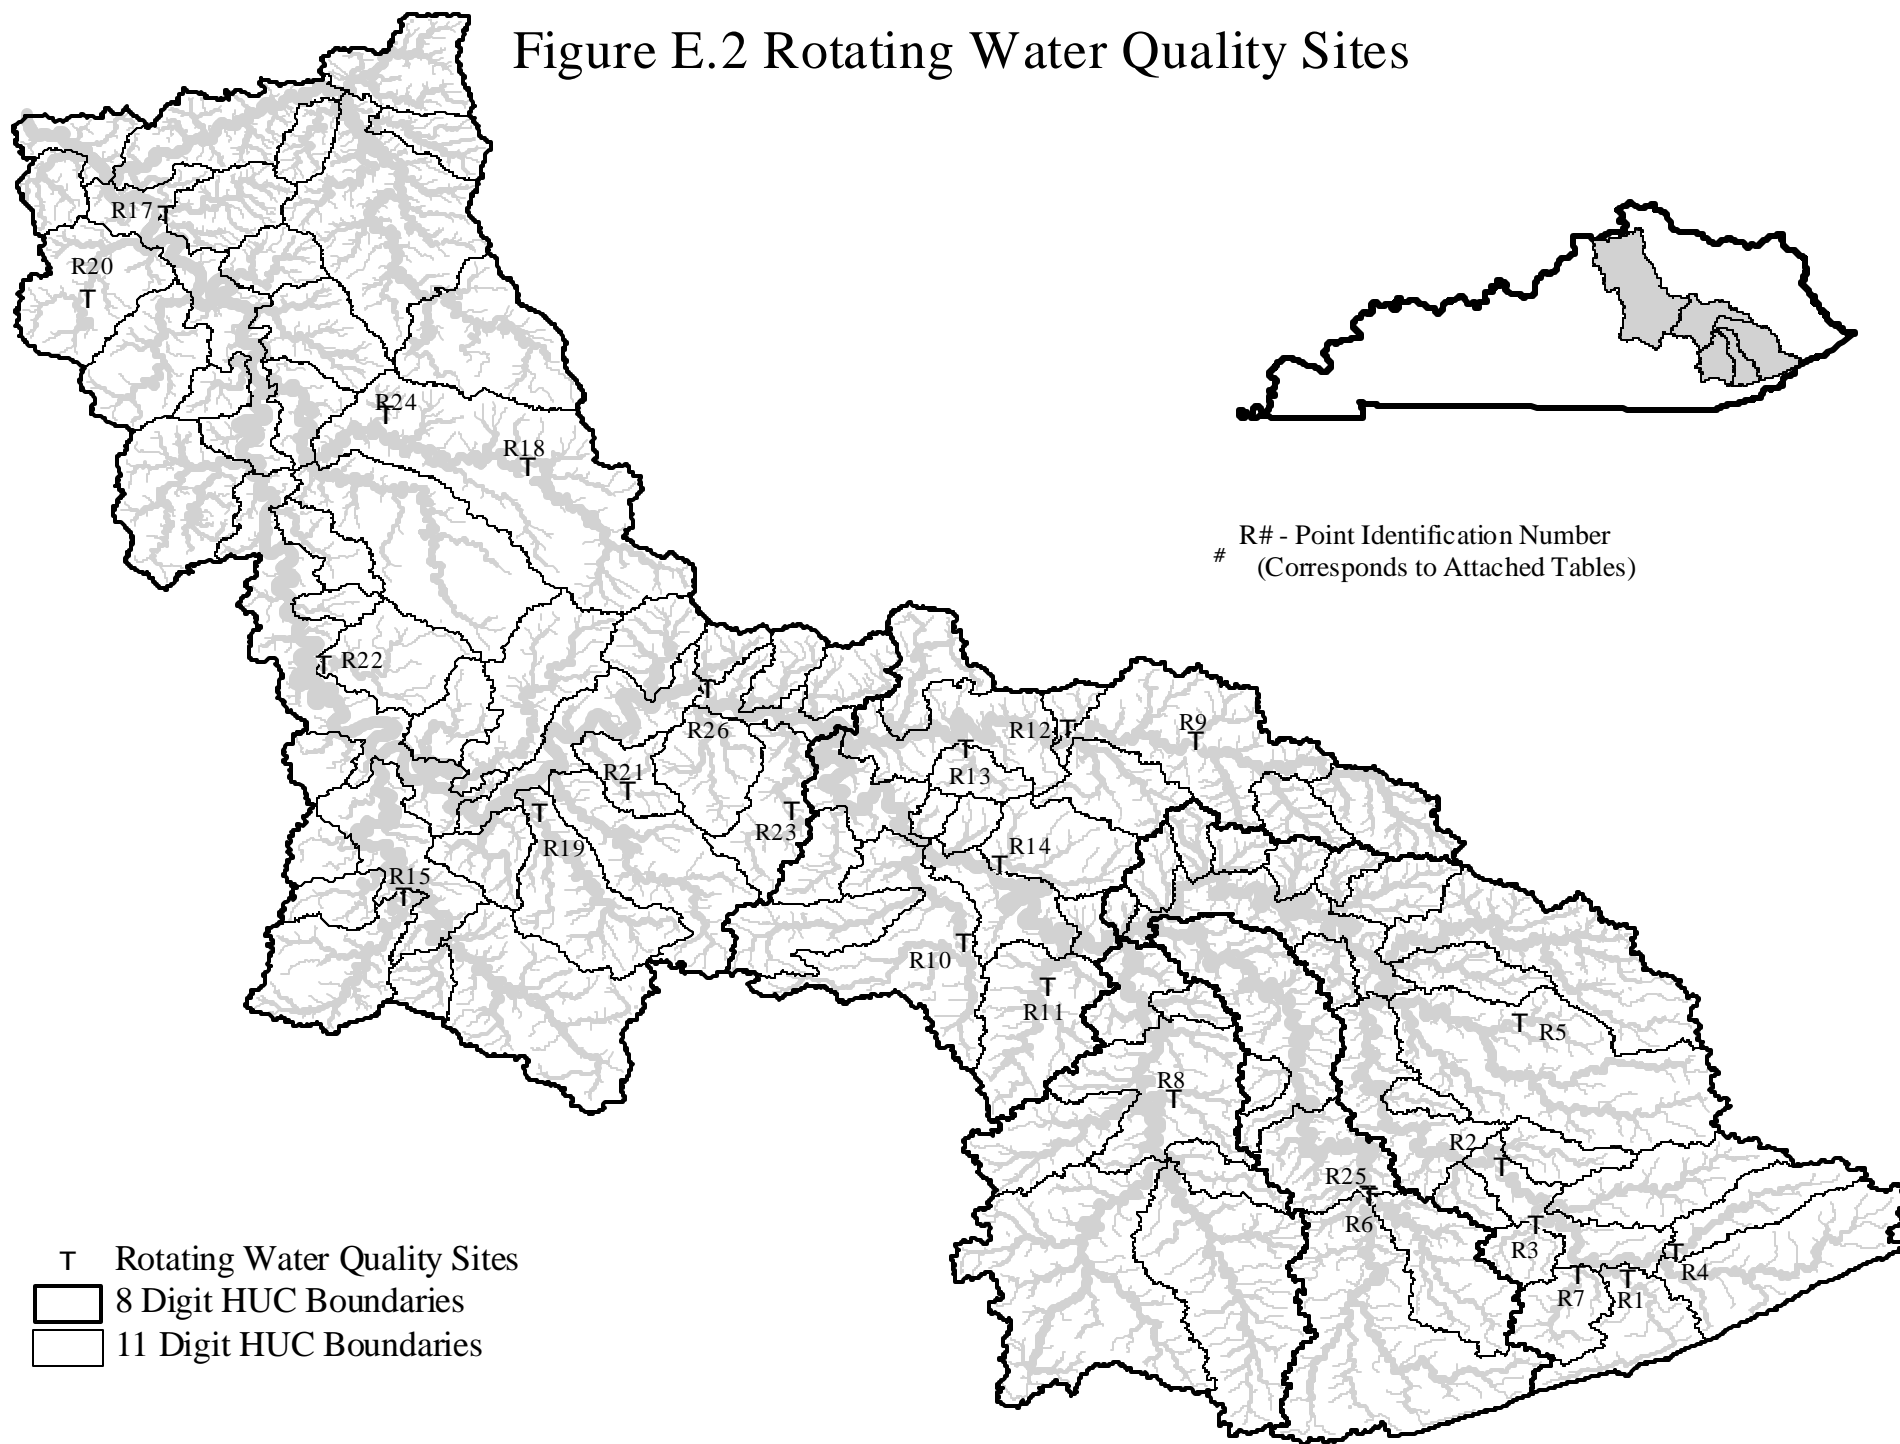 Figure E.2 Rotating Water Quality Sites
R17 T
R20
T
R24
T
R18
T
R# - Point Identification Number
#
(Corresponds to Attached Tables)
T R22
T
R26
R12 T
R9
T
T
R13
R21
T
T
R23
T
R19
R14
T
R15
T
T
R10
T
R11
T
R5
R8
T
R2
T
R25
T
R6
T
R3
T
R4
T
R7
T
R1
T Rotating Water Quality Sites
8 Digit HUC Boundaries
11 Digit HUC Boundaries